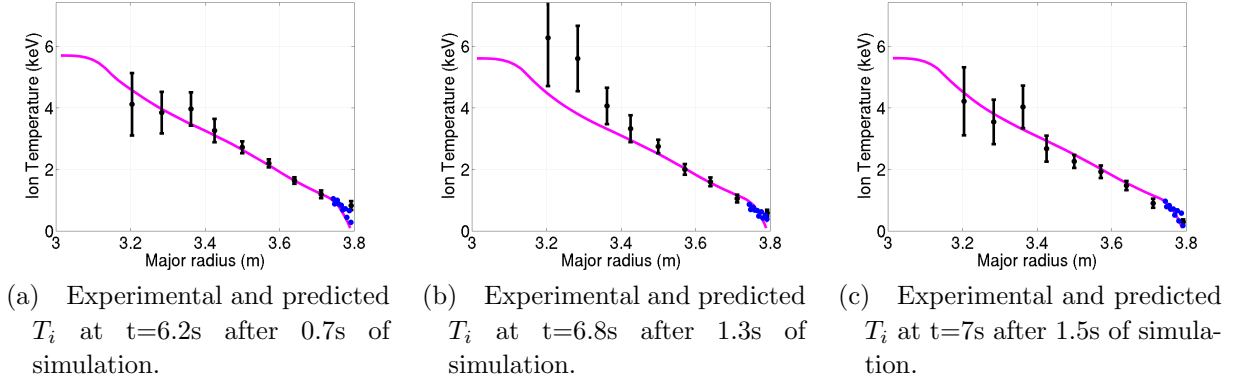 6
4
2
0
Ion Temperature (keV)
3
3.2
3.4
3.6
3.8
Major radius (m)
6
4
2
0
Ion Temperature (keV)
3
3.2
3.4
3.6
3.8
Major radius (m)
6
4
2
0
Ion Temperature (keV)
3
3.2
3.4
3.6
3.8
Major radius (m)
(a) Experimental and predicted
T_i at t=6.2s after 0.7s of
simulation.
(b) Experimental and predicted
T_i at t=6.8s after 1.3s of
simulation.
(c) Experimental and predicted
T_i at t=7s after 1.5s of simula-
tion.